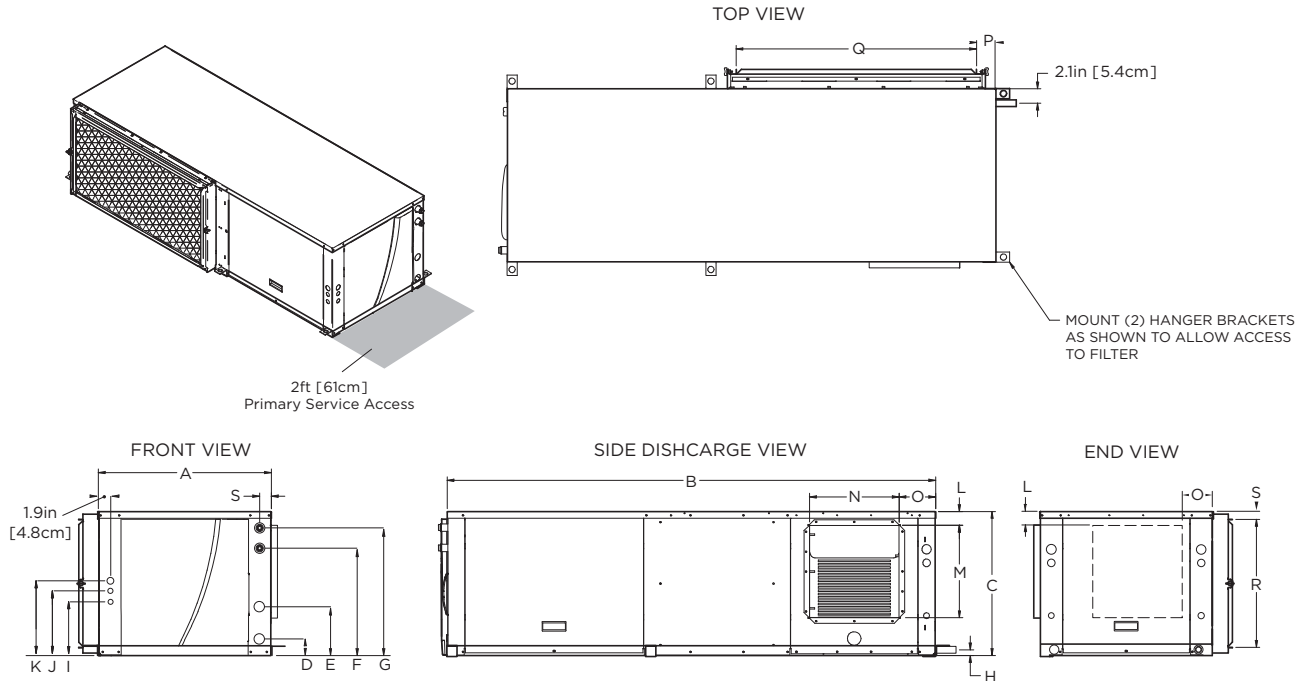 TOP VIEW
Q
P
2.1in [5.4cm]
MOUNT (2) HANGER BRACKETS
AS SHOWN TO ALLOW ACCESS
TO FILTER
2ft [61cm]
Primary Service Access
FRONT VIEW
A
S
1.9in
[4.8cm]
K
J
I
D
E
F
G
SIDE DISHCARGE VIEW
B
L
N
O
M
C
H
END VIEW
L
O
S
R